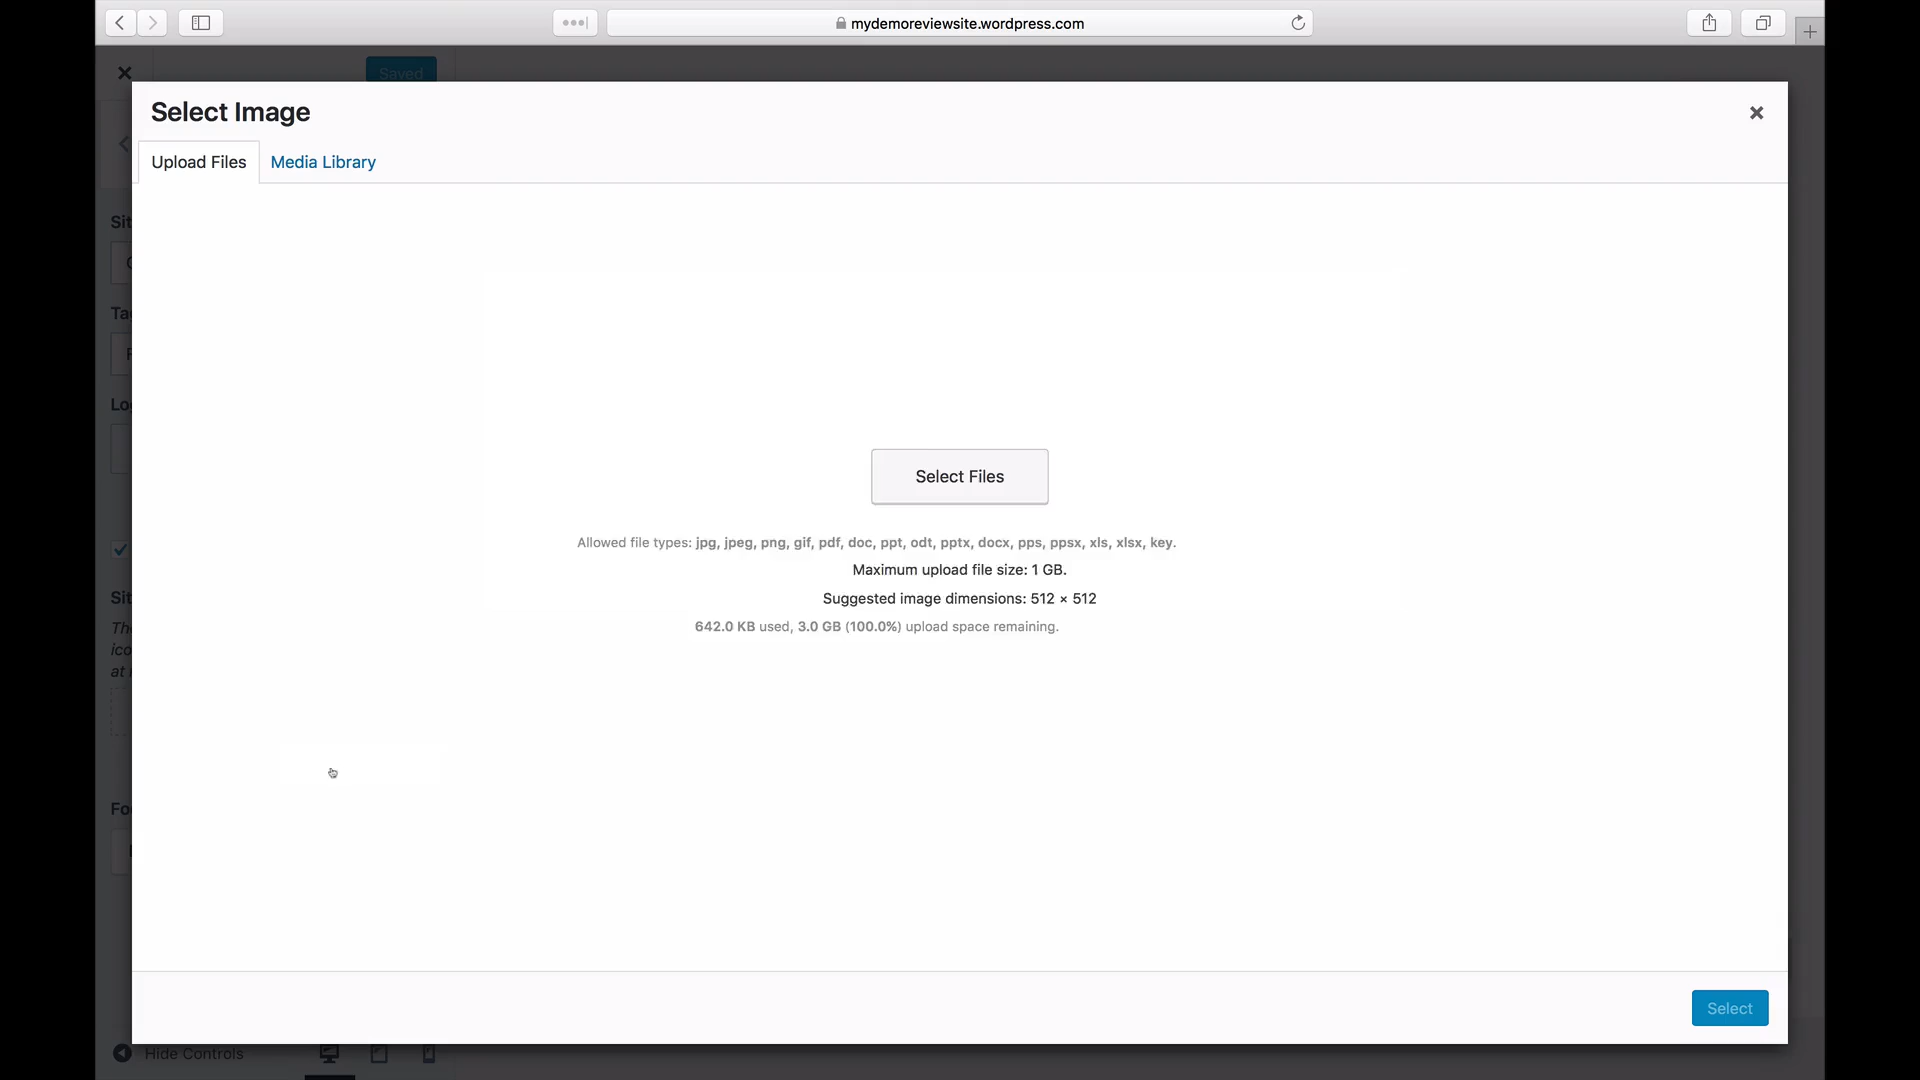 mydemoreviewsite.wordpress.com
Saved
Select Image
Upload Files
Media Library
Select Files
Allowed file types: jpg, jpeg, png, gif, pdf, doc, ppt, odt, pptx, docx, pps, ppsx, xls, xlsx, key.
Maximum upload file size: 1 GB.
Suggested image dimensions: 512 × 512
642.0 KB used, 3.0 GB (100.0%) upload space remaining.
at
Select
Hide Controls